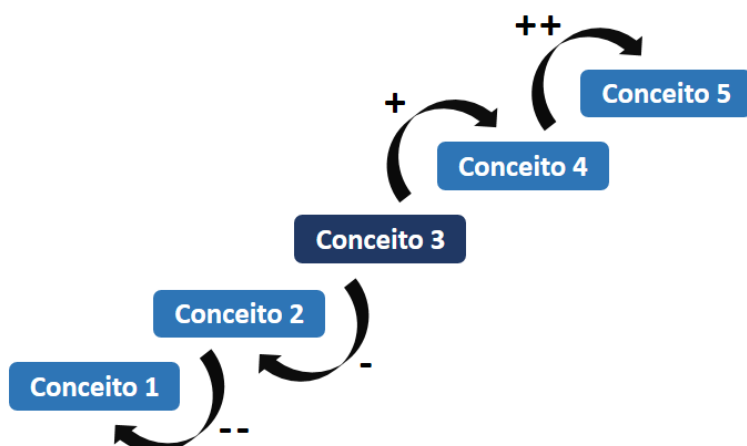 ++
Conceito 5
+
Conceito 4
Conceito 3
Conceito 2
-
Conceito 1
--